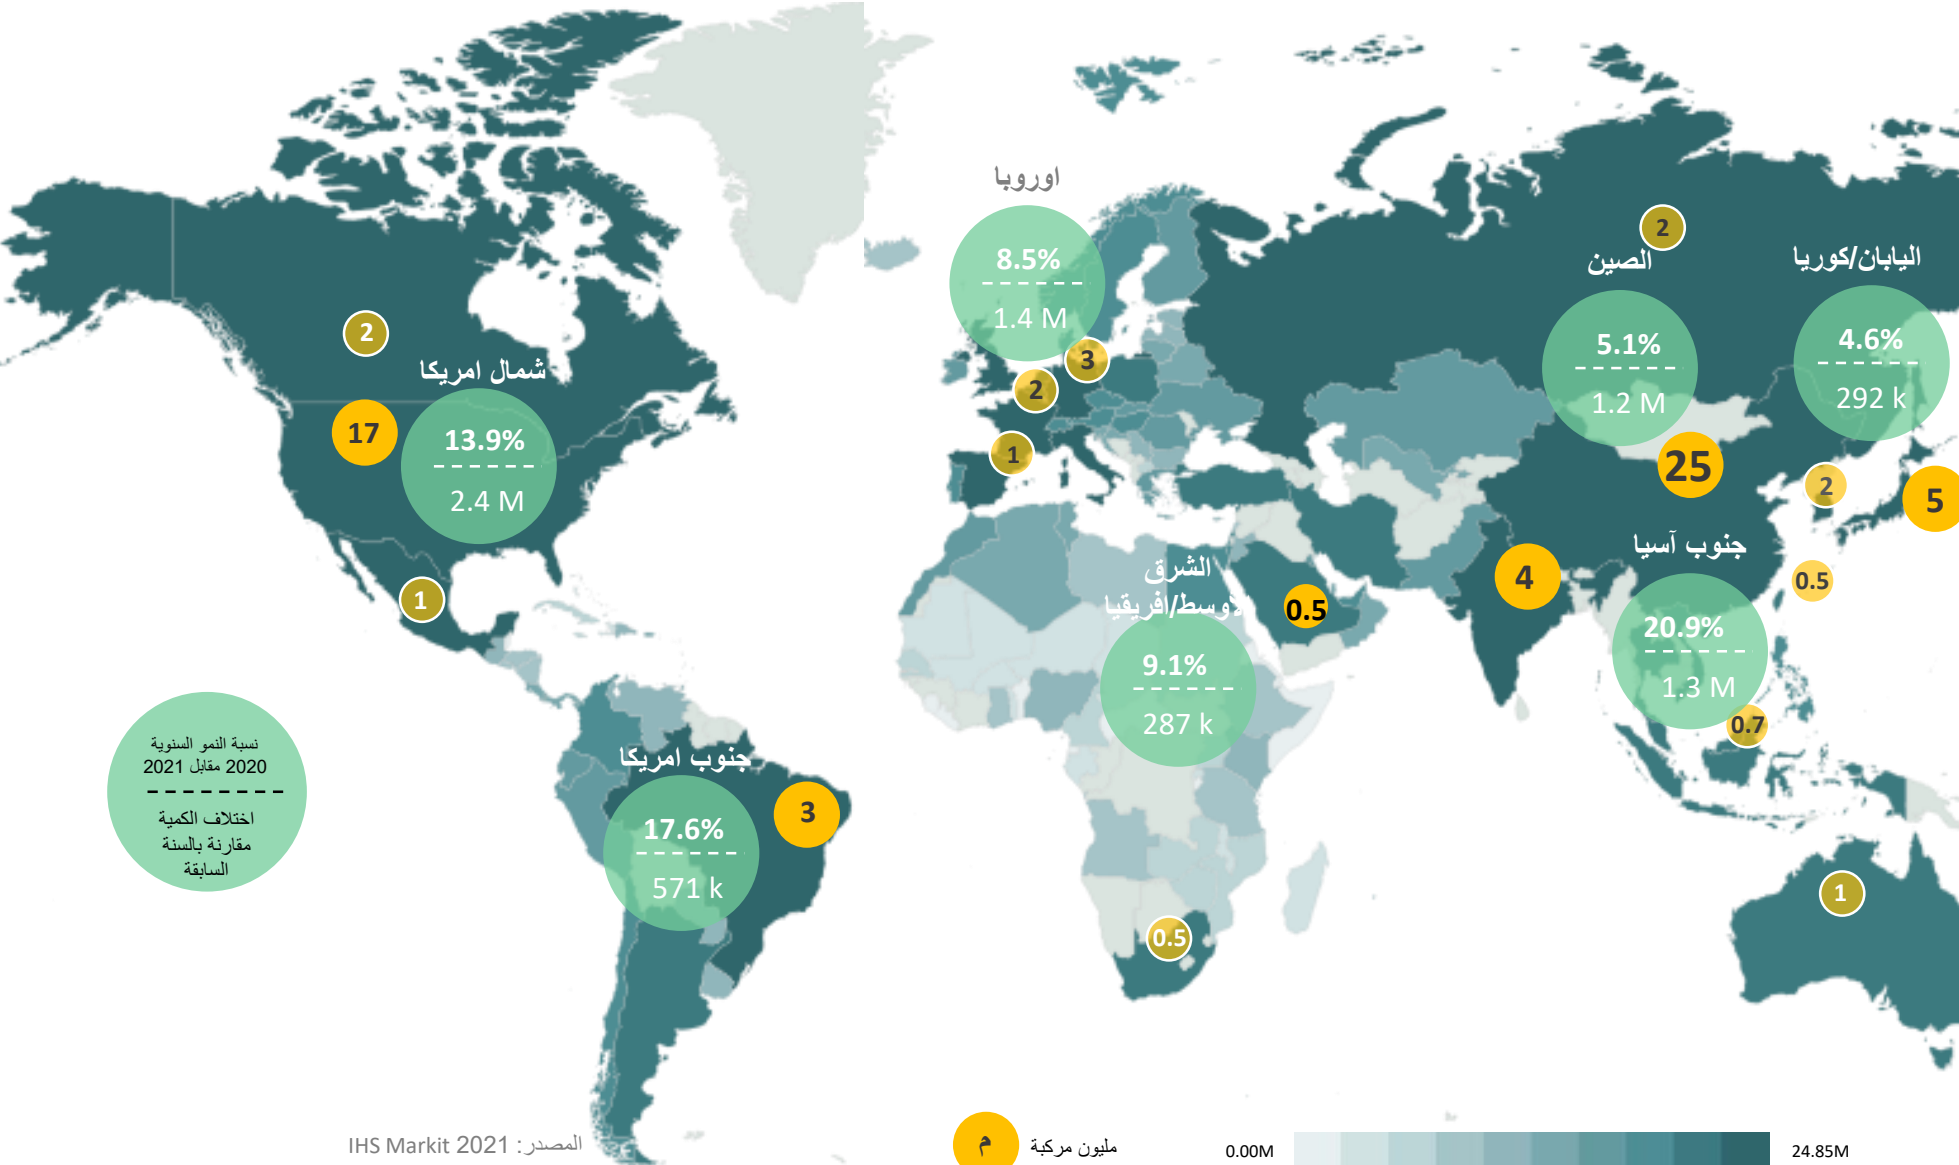 اوروبا
8.5%
1.4 M
2
الصين
5.1%
1.2 M
اليابان/كوريا
4.6%
292 k
2
شمال امريكا
17
13.9%
2.4 M
1
3
2
1
25
2
5
4
0.5
جنوب آسيا
20.9%
1.3 M
0.7
الشرق
الاوسط/افريقيا
0.5
9.1%
287 k
0.5
1
جنوب امريكا
3
17.6%
571 k
نسبة النمو السنوية
2020 مقابل 2021
اختلاف الكمية
مقارنة بالسنة
السابقة
المصدر: IHS Markit 2021
م
مليون مركبة
0.00M
24.85M